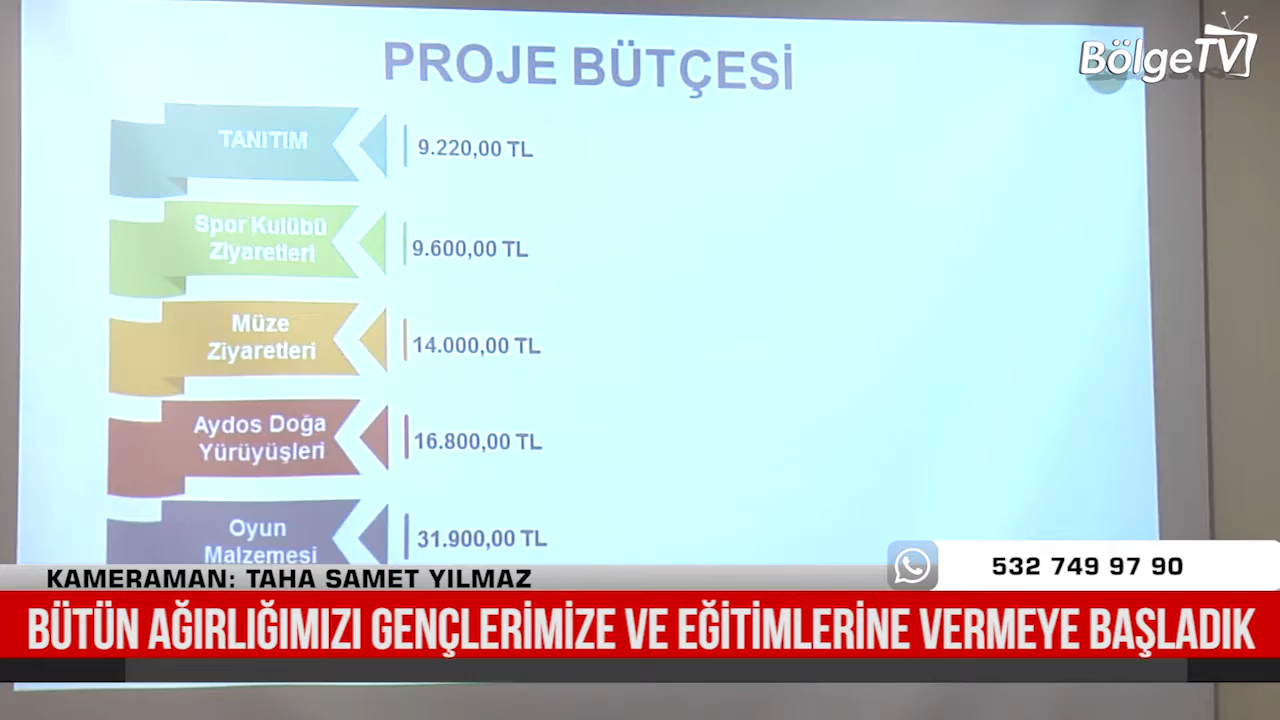 BölgeTV
PROJE BÜTÇESİ
TANITIM
9.220,00 TL
Spor Kulübü
Ziyaretleri
9.600,00 TL
Müze
Ziyaretleri
14.000,00 TL
Aydos Doğa
Yürüyüşleri
16.800,00 TL
Oyun
Malzemesi
31.900,00 TL
532 749 97 90
KAMERAMAN: TAHA SAMET YILMAZ
BÜTÜN AĞIRLIĞIMIZI GENÇLERİMİZE VE EĞİTİMLERİNE VERMEYE BAŞLADIK